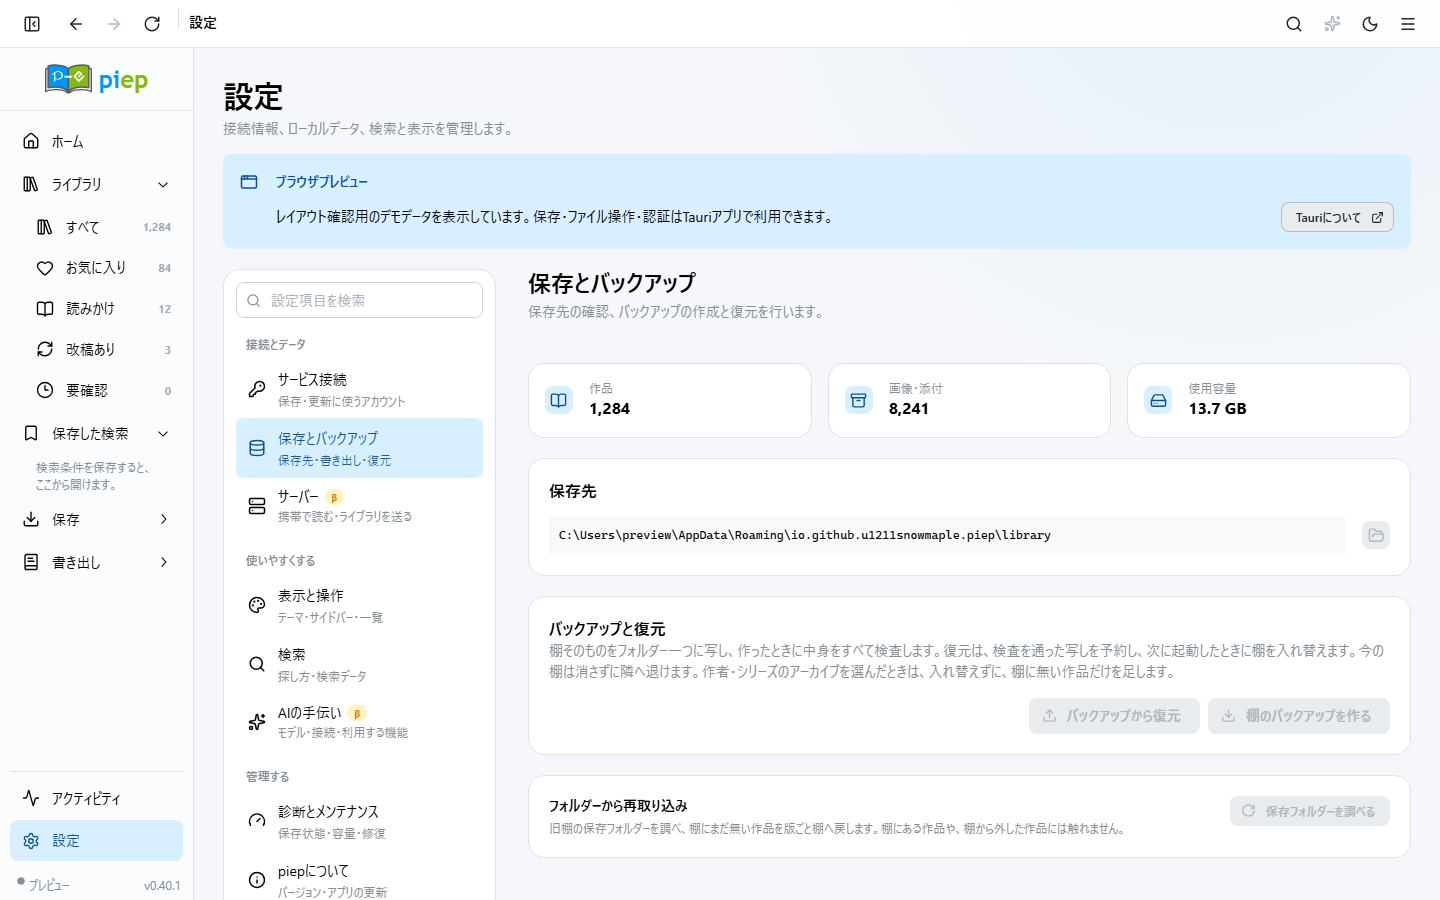 設定
piep
ホーム
ライブラリ
すべて 1,284
お気に入り 84
読みかけ 12
改稿あり 3
要確認 0
保存した検索
検索条件を保存すると、
ここから開けます。
保存
書き出し
アクティビティ
設定
プレビュー v0.40.1
設定
接続情報、ローカルデータ、検索と表示を管理します。
ブラウザプレビュー
レイアウト確認用のデモデータを表示しています。保存・ファイル操作・認証はTauriアプリで利用できます。
Tauriについて
設定項目を検索
接続とデータ
サービス接続
保存・更新に使うアカウント
保存とバックアップ
保存先・書き出し・復元
サーバー β
携帯で読む・ライブラリを送る
使いやすくする
表示と操作
テーマ・サイドバー・一覧
検索
探し方・検索データ
AIの手伝い β
モデル・接続・利用する機能
管理する
診断とメンテナンス
保存状態・容量・修復
piepについて
バージョン・アプリの更新
保存とバックアップ
保存先の確認、バックアップの作成と復元を行います。
作品
1,284
画像・添付
8,241
使用容量
13.7 GB
保存先
C:\Users\preview\AppData\Roaming\io.github.u1211snowmaple.piep\library
バックアップと復元
棚そのものをフォルダー一つに写し、作ったときに中身をすべて検査します。復元は、検査を通った写しを予約し、次に起動したときに棚を入れ替えます。今の
棚は消さずに隣へ退けます。作者・シリーズのアーカイブを選んだときは、入れ替えずに、棚に無い作品だけを足します。
バックアップから復元
棚のバックアップを作る
フォルダーから再取り込み
旧棚の保存フォルダーを調べ、棚にまだ無い作品を版ごと棚へ戻します。棚にある作品や、棚から外した作品には触れません。
保存フォルダーを調べる